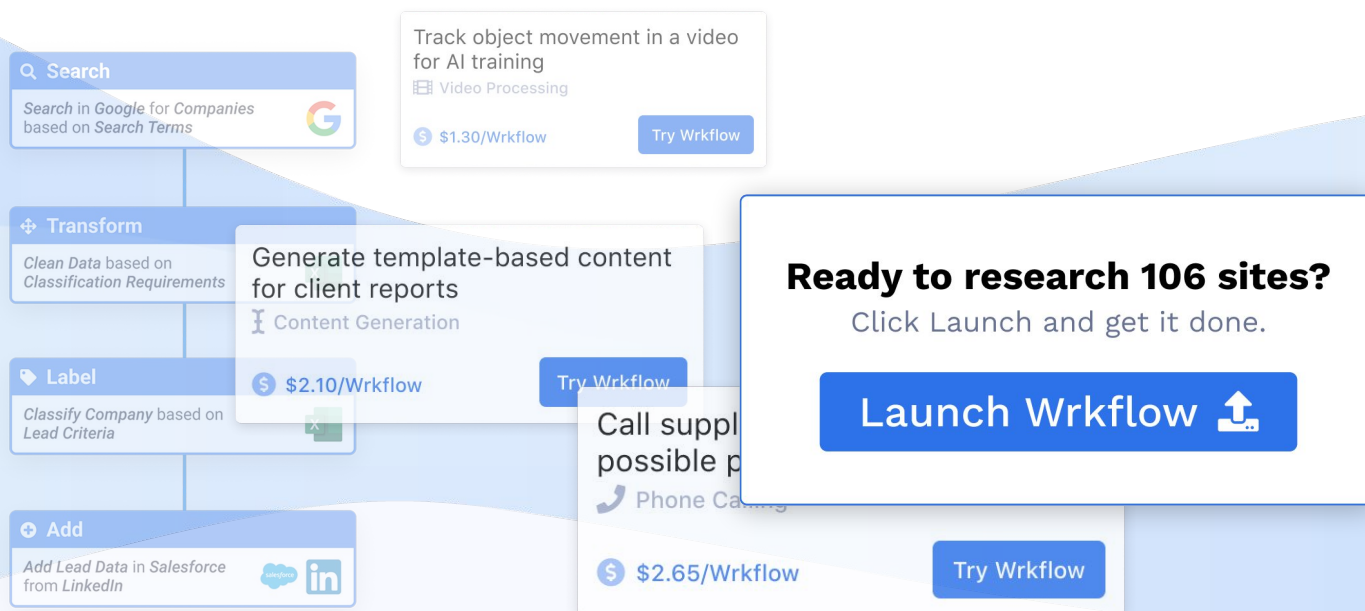 Search
Search in Google for Companies
based on Search Terms
Transform
Clean Data based on
Classification Requirements
Label
Classify Company based on
Lead Criteria
Add
Add Lead Data in Salesforce
from LinkedIn
salesforce
in
Track object movement in a video
for AI training
Video Processing
$1.30/Wrkflow
Try Wrkflow
Generate template-based content
for client reports
Content Generation
$2.10/Wrkflow
Try Wrkflow
Call suppl
possible p
Phone Calling
$2.65/Wrkflow
Try Wrkflow
Ready to research 106 sites?
Click Launch and get it done.
Launch Wrkflow